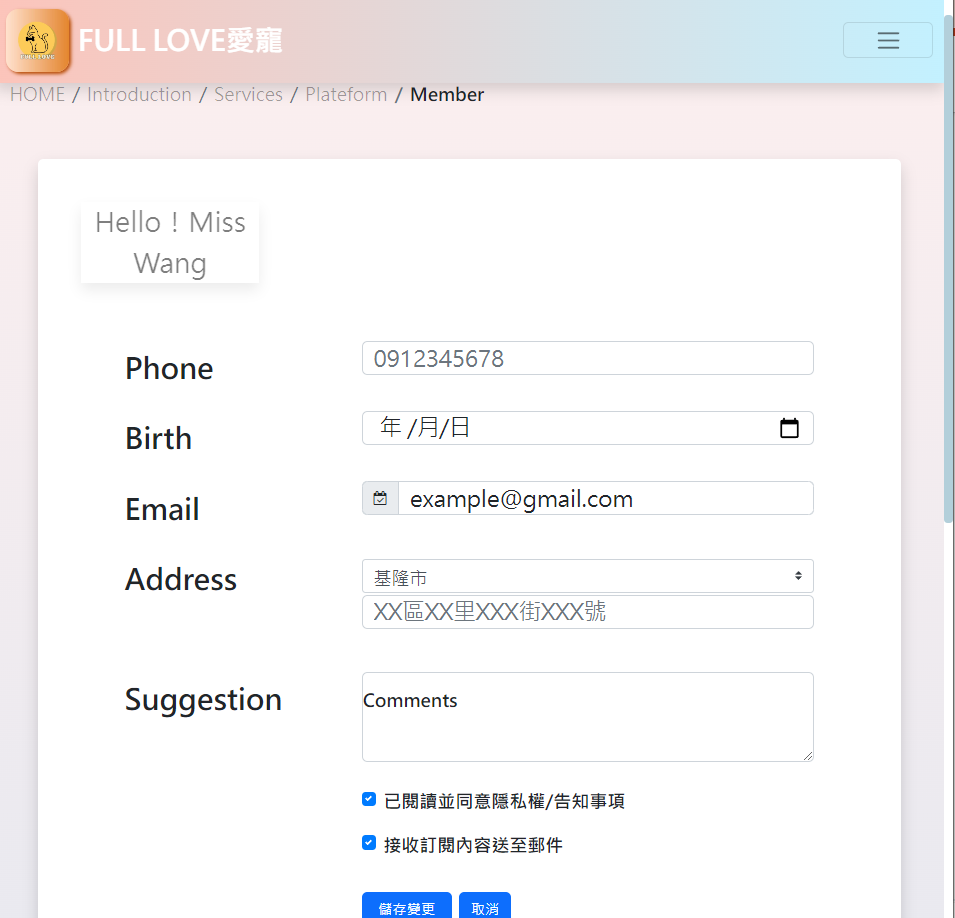 FULL LOVE
FULL LOVE愛寵
HOME / Introduction / Services / Plateform / Member
Hello！Miss
Wang
Phone
0912345678
Birth
年 /月/日
Email
example@gmail.com
Address
基隆市
XX區XX里XXX街XXX號
Suggestion
Comments
已閱讀並同意隱私權/告知事項
接收訂閱內容送至郵件
儲存變更 取消